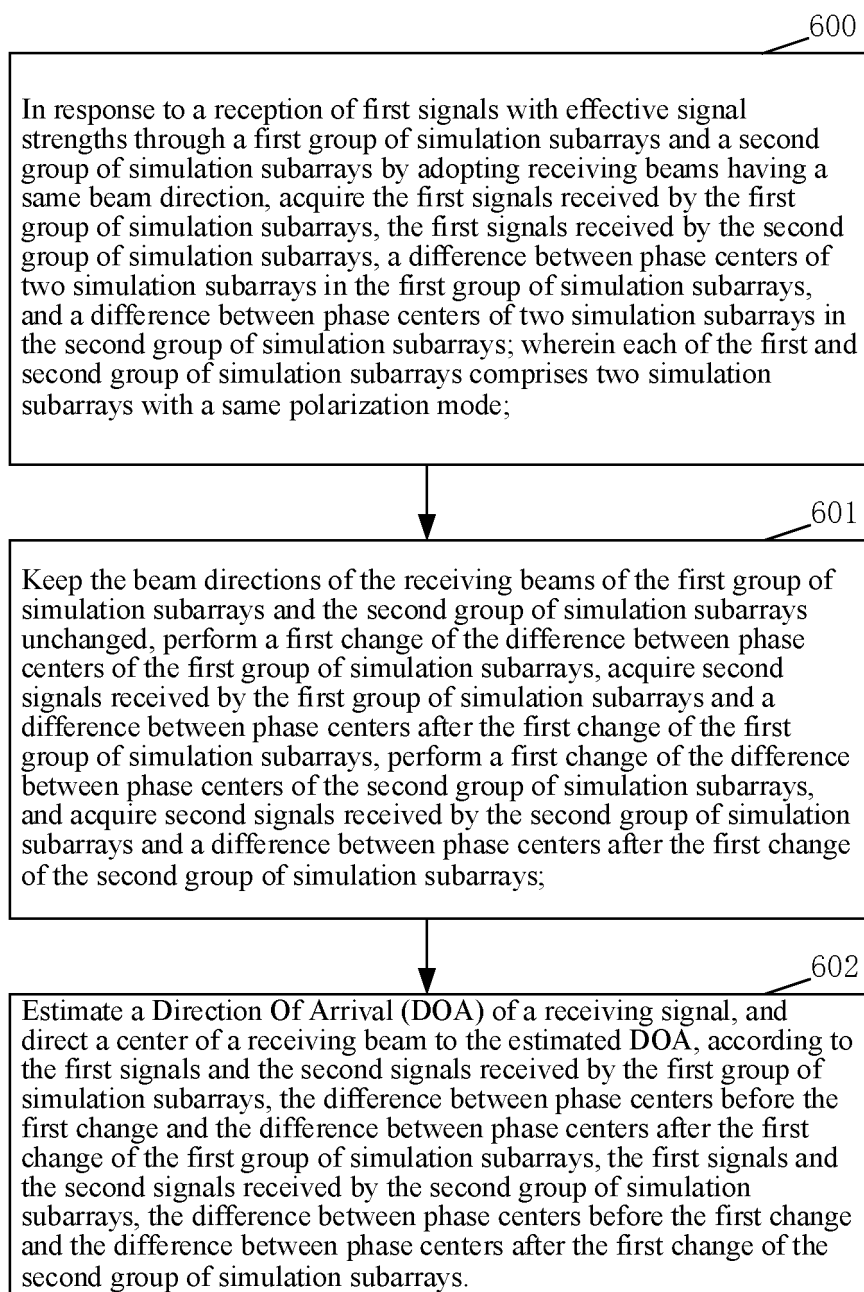 600
In response to a reception of first signals with effective signal
strengths through a first group of simulation subarrays and a second
group of simulation subarrays by adopting receiving beams having a
same beam direction, acquire the first signals received by the first
group of simulation subarrays, the first signals received by the second
group of simulation subarrays, a difference between phase centers of
two simulation subarrays in the first group of simulation subarrays,
and a difference between phase centers of two simulation subarrays in
the second group of simulation subarrays; wherein each of the first and
second group of simulation subarrays comprises two simulation
subarrays with a same polarization mode;
601
Keep the beam directions of the receiving beams of the first group of
simulation subarrays and the second group of simulation subarrays
unchanged, perform a first change of the difference between phase
centers of the first group of simulation subarrays, acquire second
signals received by the first group of simulation subarrays and a
difference between phase centers after the first change of the first
group of simulation subarrays, perform a first change of the difference
between phase centers of the second group of simulation subarrays,
and acquire second signals received by the second group of simulation
subarrays and a difference between phase centers after the first change
of the second group of simulation subarrays;
602
Estimate a Direction Of Arrival (DOA) of a receiving signal, and
direct a center of a receiving beam to the estimated DOA, according to
the first signals and the second signals received by the first group of
simulation subarrays, the difference between phase centers before the
first change and the difference between phase centers after the first
change of the first group of simulation subarrays, the first signals and
the second signals received by the second group of simulation
subarrays, the difference between phase centers before the first change
and the difference between phase centers after the first change of the
second group of simulation subarrays.